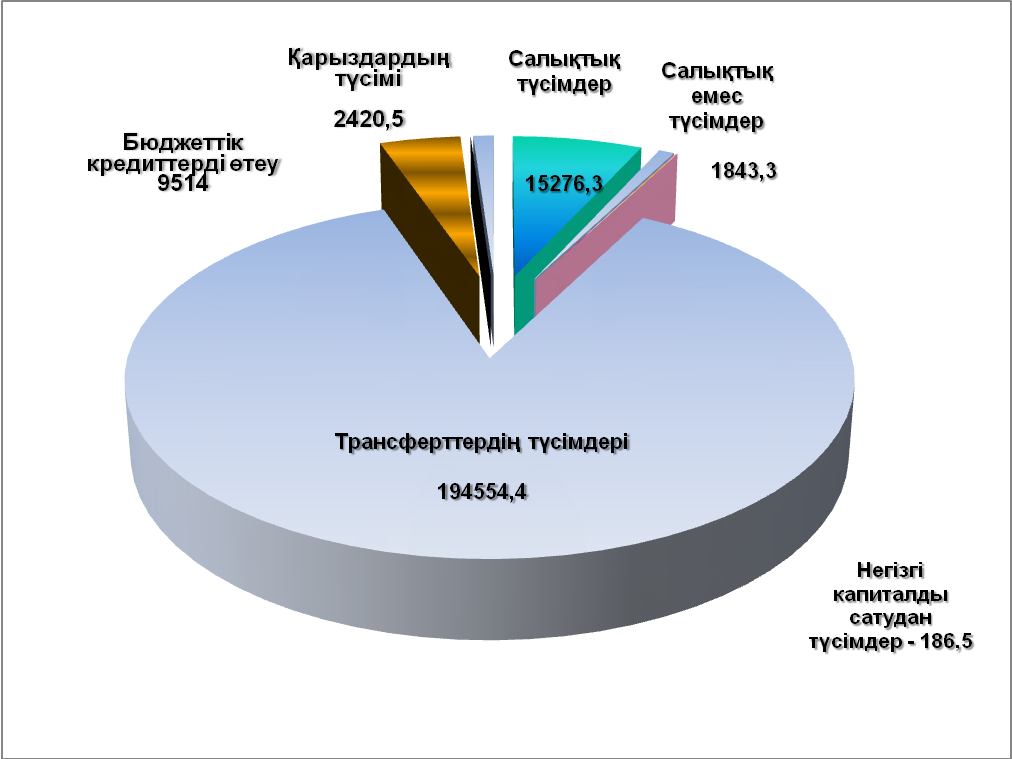 Қарыздардың
түсімі
2420,5
Салықтық
түсімдер
15276,3
Салықтық
емес
түсімдер
1843,3
Бюджеттік
кредиттерді өтеу
9514
Трансферттердің түсімдері
194554,4
Негізгі
капиталды
сатудан
түсімдер - 186,5